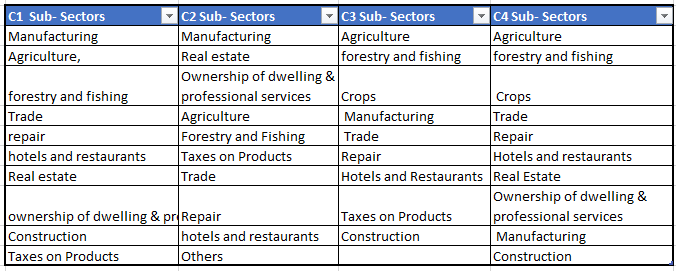 C1 Sub- Sectors C2 Sub- Sectors C3 Sub- Sectors C4 Sub- Sectors
Manufacturing Manufacturing Agriculture Agriculture
Agriculture, Real estate forestry and fishing forestry and fishing
Ownership of dwelling &
forestry and fishing professional services Crops Crops
Trade Agriculture Manufacturing Trade
repair Forestry and Fishing Trade Repair
hotels and restaurants Taxes on Products Repair Hotels and restaurants
Real estate Trade Hotels and Restaurants Real Estate
Ownership of dwelling &
ownership of dwelling & Repair Taxes on Products professional services
Construction hotels and restaurants Construction Manufacturing
Taxes on Products Others Construction